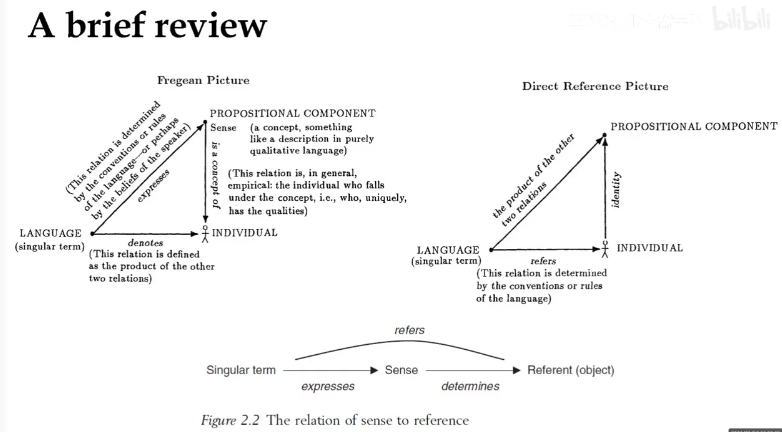 A brief review
bilibili
Fregean Picture
(This relation is determined
by the conventions or rules
of the language—or perhaps
by the beliefs of the speaker)
expresses
PROPOSITIONAL COMPONENT
Sense (a concept, something
like a description in purely
qualitative language)
is a concept of
(This relation is, in general,
empirical: the individual who falls
under the concept, i.e., who, uniquely,
has the qualities)
LANGUAGE
(singular term)
denotes
(This relation is defined
as the product of the other
two relations)
INDIVIDUAL
Direct Reference Picture
PROPOSITIONAL COMPONENT
the product of the other
two relations
identity
LANGUAGE
(singular term)
refers
(This relation is determined
by the conventions or rules
of the language)
INDIVIDUAL
refers
Singular term
Sense
Referent (object)
expresses
determines
Figure 2.2 The relation of sense to reference